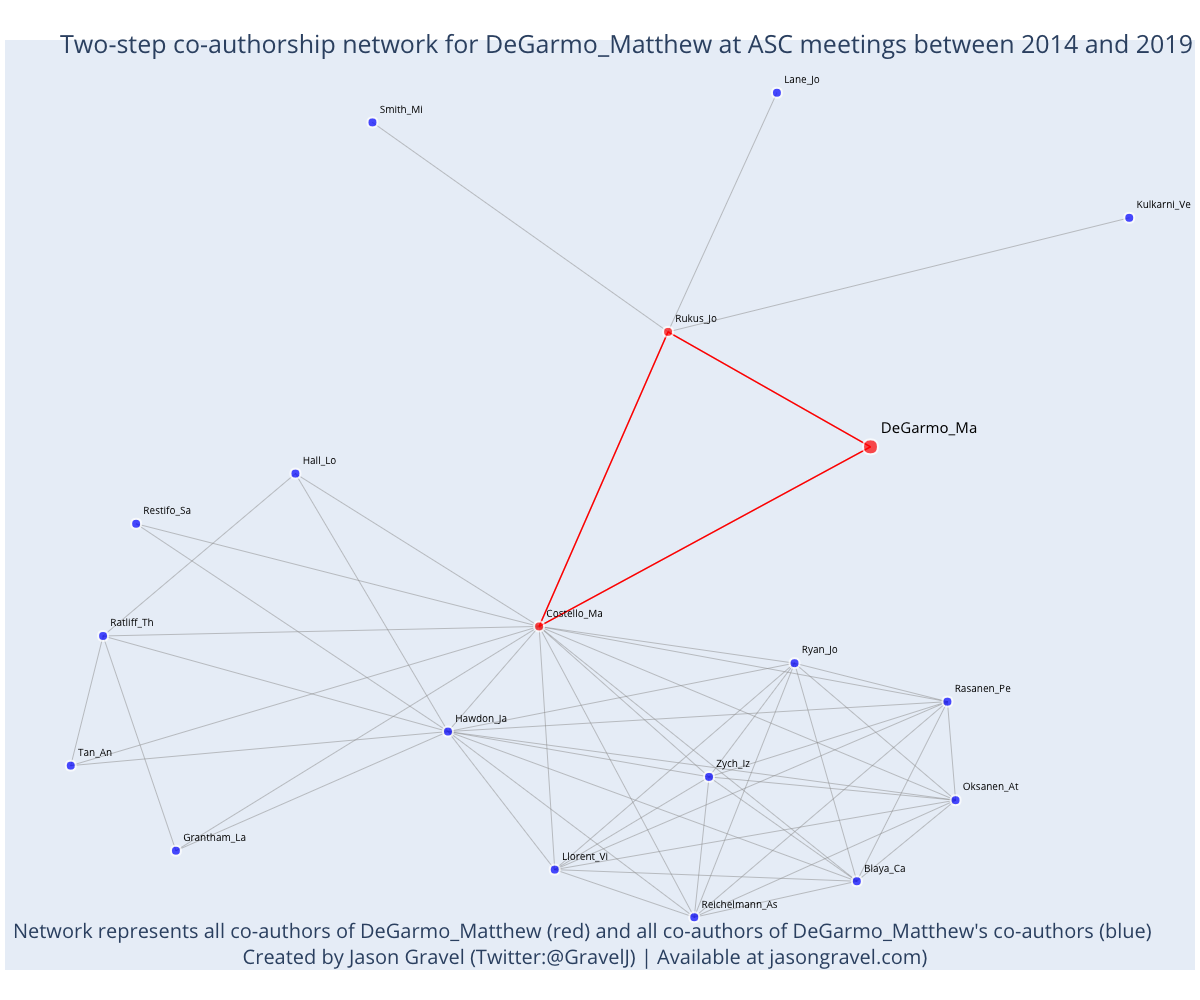 Two-step co-authorship network for DeGarmo_Matthew at ASC meetings between 2014 and 2019
Lane_Jo
Smith_Mi
Kulkarni_Ve
Rukus_Jo
DeGarmo_Ma
Hall_Lo
Restifo_Sa
Costello_Ma
Ratliff_Th
Ryan_Jo
Rasanen_Pe
Hawdon_Ja
Tan_An
Zych_Iz
Oksanen_At
Grantham_La
Llorent_Vi
Blaya_Ca
Reichelmann_As
Network represents all co-authors of DeGarmo_Matthew (red) and all co-authors of DeGarmo_Matthew's co-authors (blue)
Created by Jason Gravel (Twitter:@GravelJ) | Available at jasongravel.com)